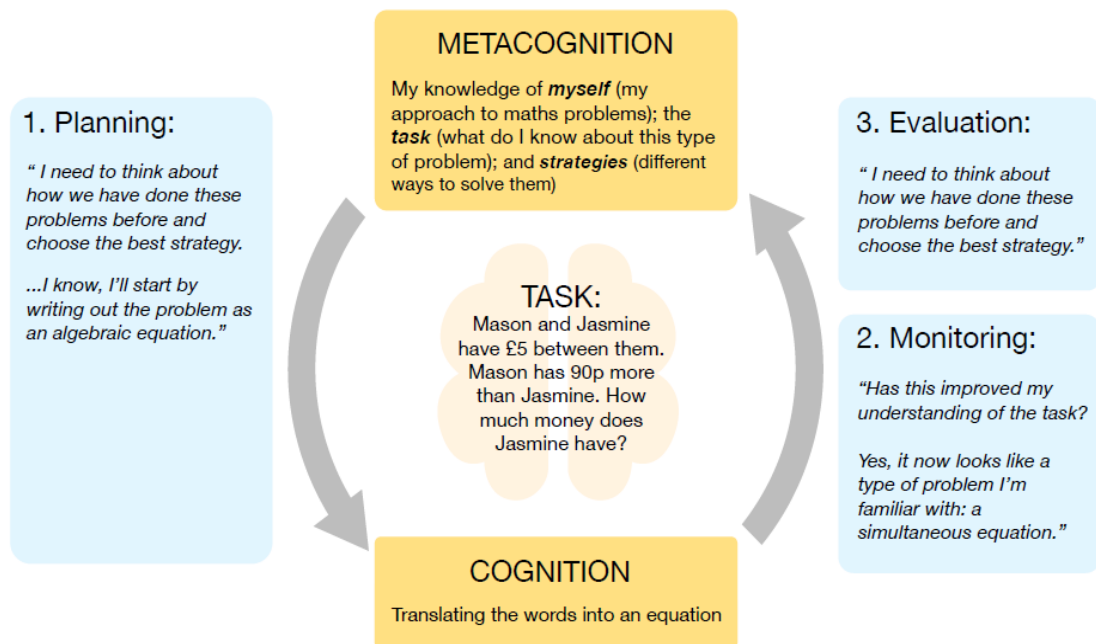 METACOGNITION
My knowledge of myself (my
approach to maths problems); the
task (what do I know about this type
of problem); and strategies (different
ways to solve them)
1. Planning:
“ I need to think about
how we have done these
problems before and
choose the best strategy.
...I know, I’ll start by
writing out the problem as
an algebraic equation.”
TASK:
Mason and Jasmine
have £5 between them.
Mason has 90p more
than Jasmine. How
much money does
Jasmine have?
3. Evaluation:
“ I need to think about
how we have done these
problems before and
choose the best strategy.”
2. Monitoring:
“Has this improved my
understanding of the task?
Yes, it now looks like a
type of problem I’m
familiar with: a
simultaneous equation.”
COGNITION
Translating the words into an equation